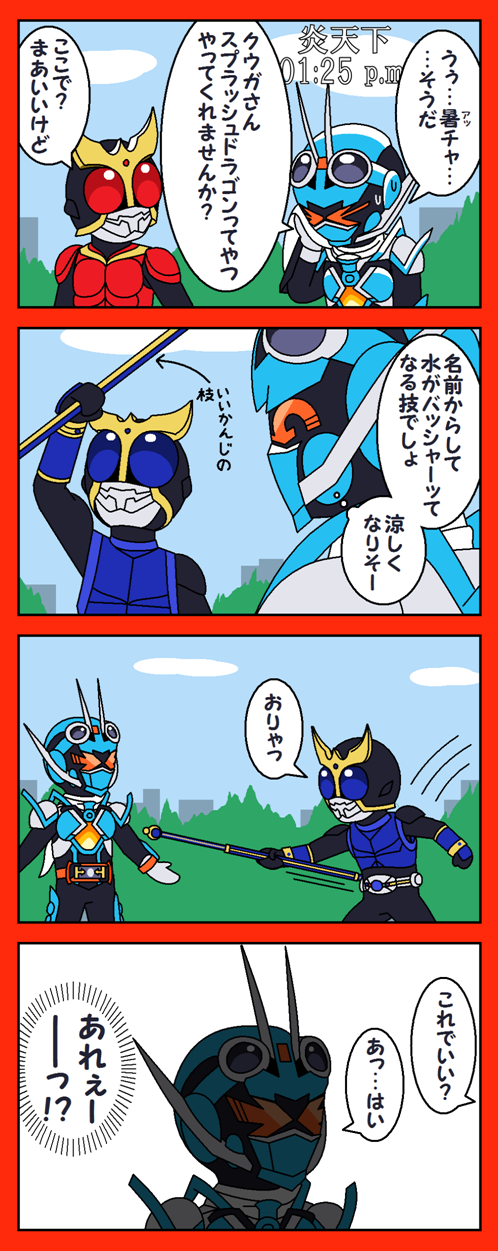 炎天下
01:25 p.m
うぅ…暑チャ…
アッ
…そうだ
クウガさん
スプラッシュドラゴンってやつ
やってくれませんか？
ここで？
まあいいけど
名前からして
水がバッシャーッて
なる技でしょ
涼しく
なりそー
いいかんじの
枝
おりゃっ
これでいい？
あっ…はい
あれぇー
ーっ!?